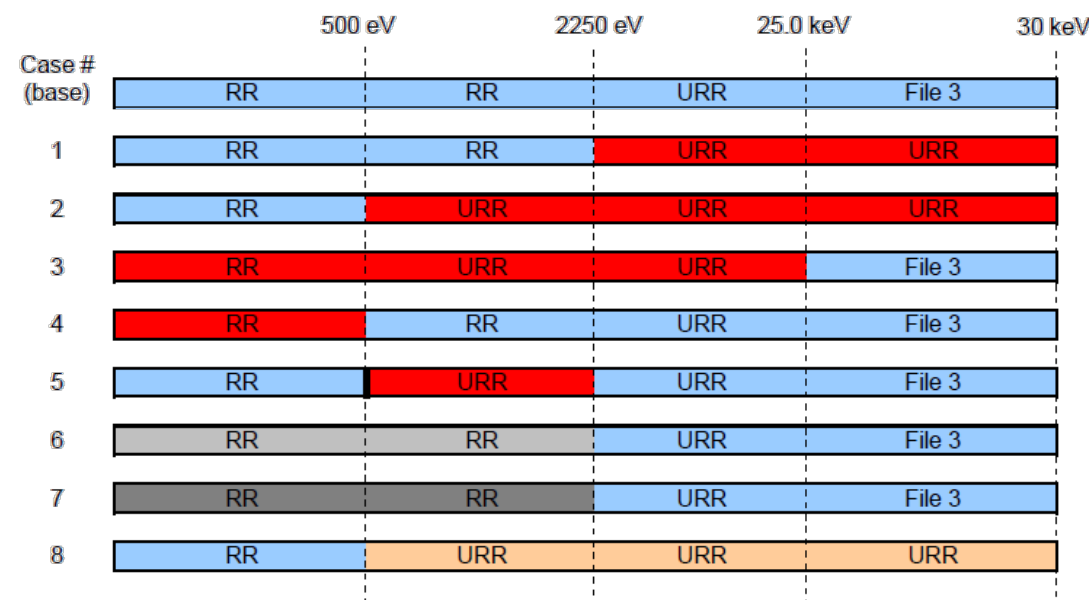 500 eV 2250 eV 25.0 keV 30 keV
Case #
(base) RR RR URR File 3
1 RR RR URR URR
2 RR URR URR URR
3 RR URR URR File 3
4 RR RR URR File 3
5 RR URR URR File 3
6 RR RR URR File 3
7 RR RR URR File 3
8 RR URR URR URR